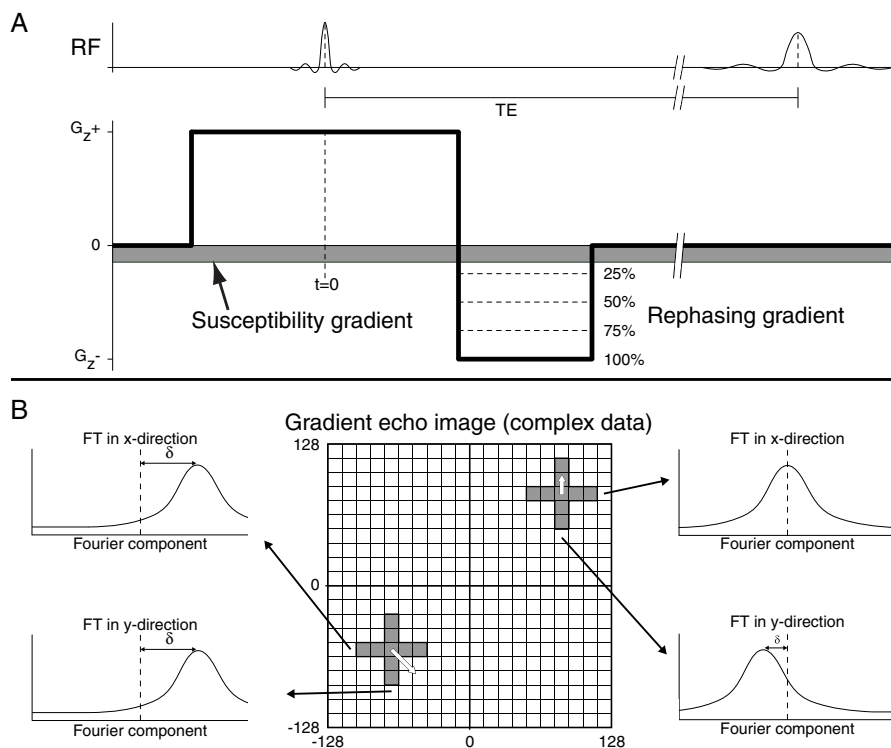 A
RF
TE
G_z+
0
t=0
Susceptibility gradient
25%
50%
75%
100%
Rephasing gradient
G_z-
B
Gradient echo image (complex data)
FT in x-direction
δ
Fourier component
FT in y-direction
δ
Fourier component
128
0
-128
-128
0
128
FT in x-direction
Fourier component
FT in y-direction
δ
Fourier component